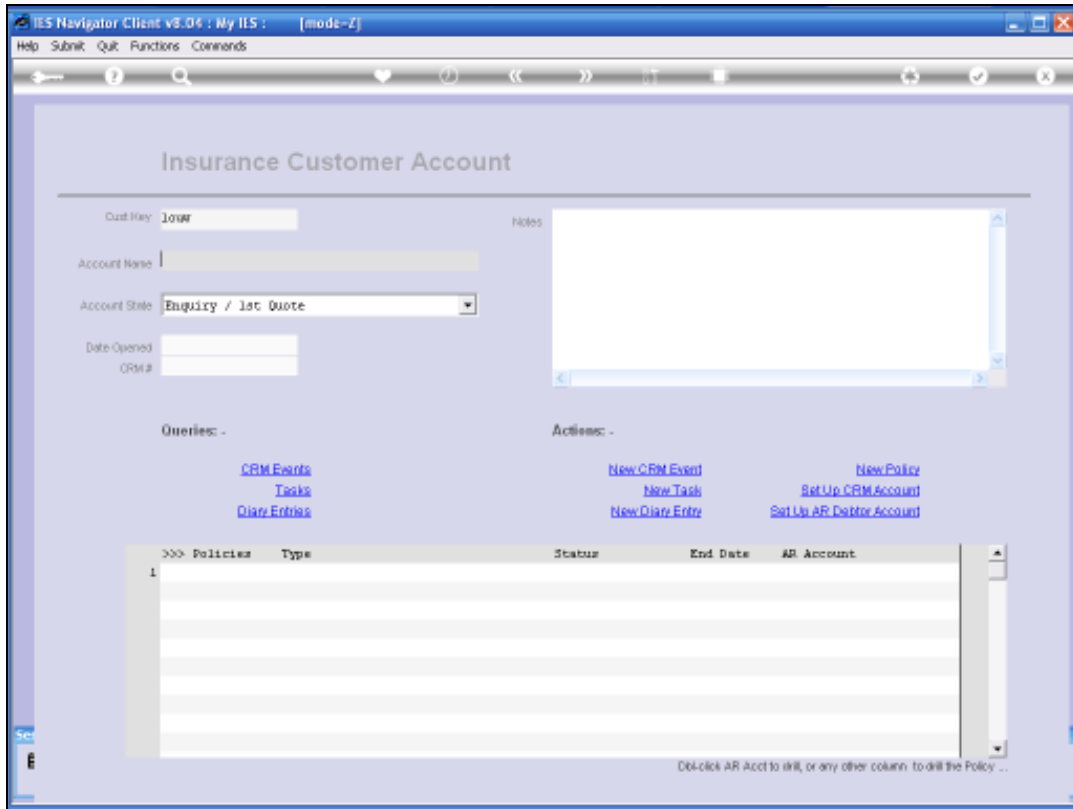 IES Navigator Client v8.04 : My IES : [mode=Z]
Help Submit Quit Functions Commands
Insurance Customer Account
Cust Key louw
Notes
Account Name
Account State Enquiry / 1st Quote
Date Opened
CRM #
Queries: - Actions: -
CRM Events New CRM Event New Policy
Tasks New Task Set Up CRM Account
Diary Entries New Diary Entry Set Up AR Debtor Account
>>> Policies Type Status End Date AR Account
1
Dbl-click AR Acct to drill, or any other column to drill the Policy ...